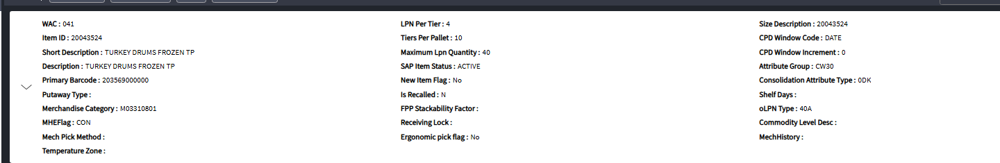 WAC : 041
Item ID : 20043524
Short Description : TURKEY DRUMS FROZEN TP
Description : TURKEY DRUMS FROZEN TP
Primary Barcode : 203569000000
Putaway Type :
Merchandise Category : M03310801
MHEFlag : CON
Mech Pick Method :
Temperature Zone :
LPN Per Tier : 4
Tiers Per Pallet : 10
Maximum Lpn Quantity : 40
SAP Item Status : ACTIVE
New Item Flag : No
Is Recalled : N
FPP Stackability Factor :
Receiving Lock :
Ergonomic pick flag : No
Size Description : 20043524
CPD Window Code : DATE
CPD Window Increment : 0
Attribute Group : CW30
Consolidation Attribute Type : 0DK
Shelf Days :
oLPN Type : 40A
Commodity Level Desc :
MechHistory :